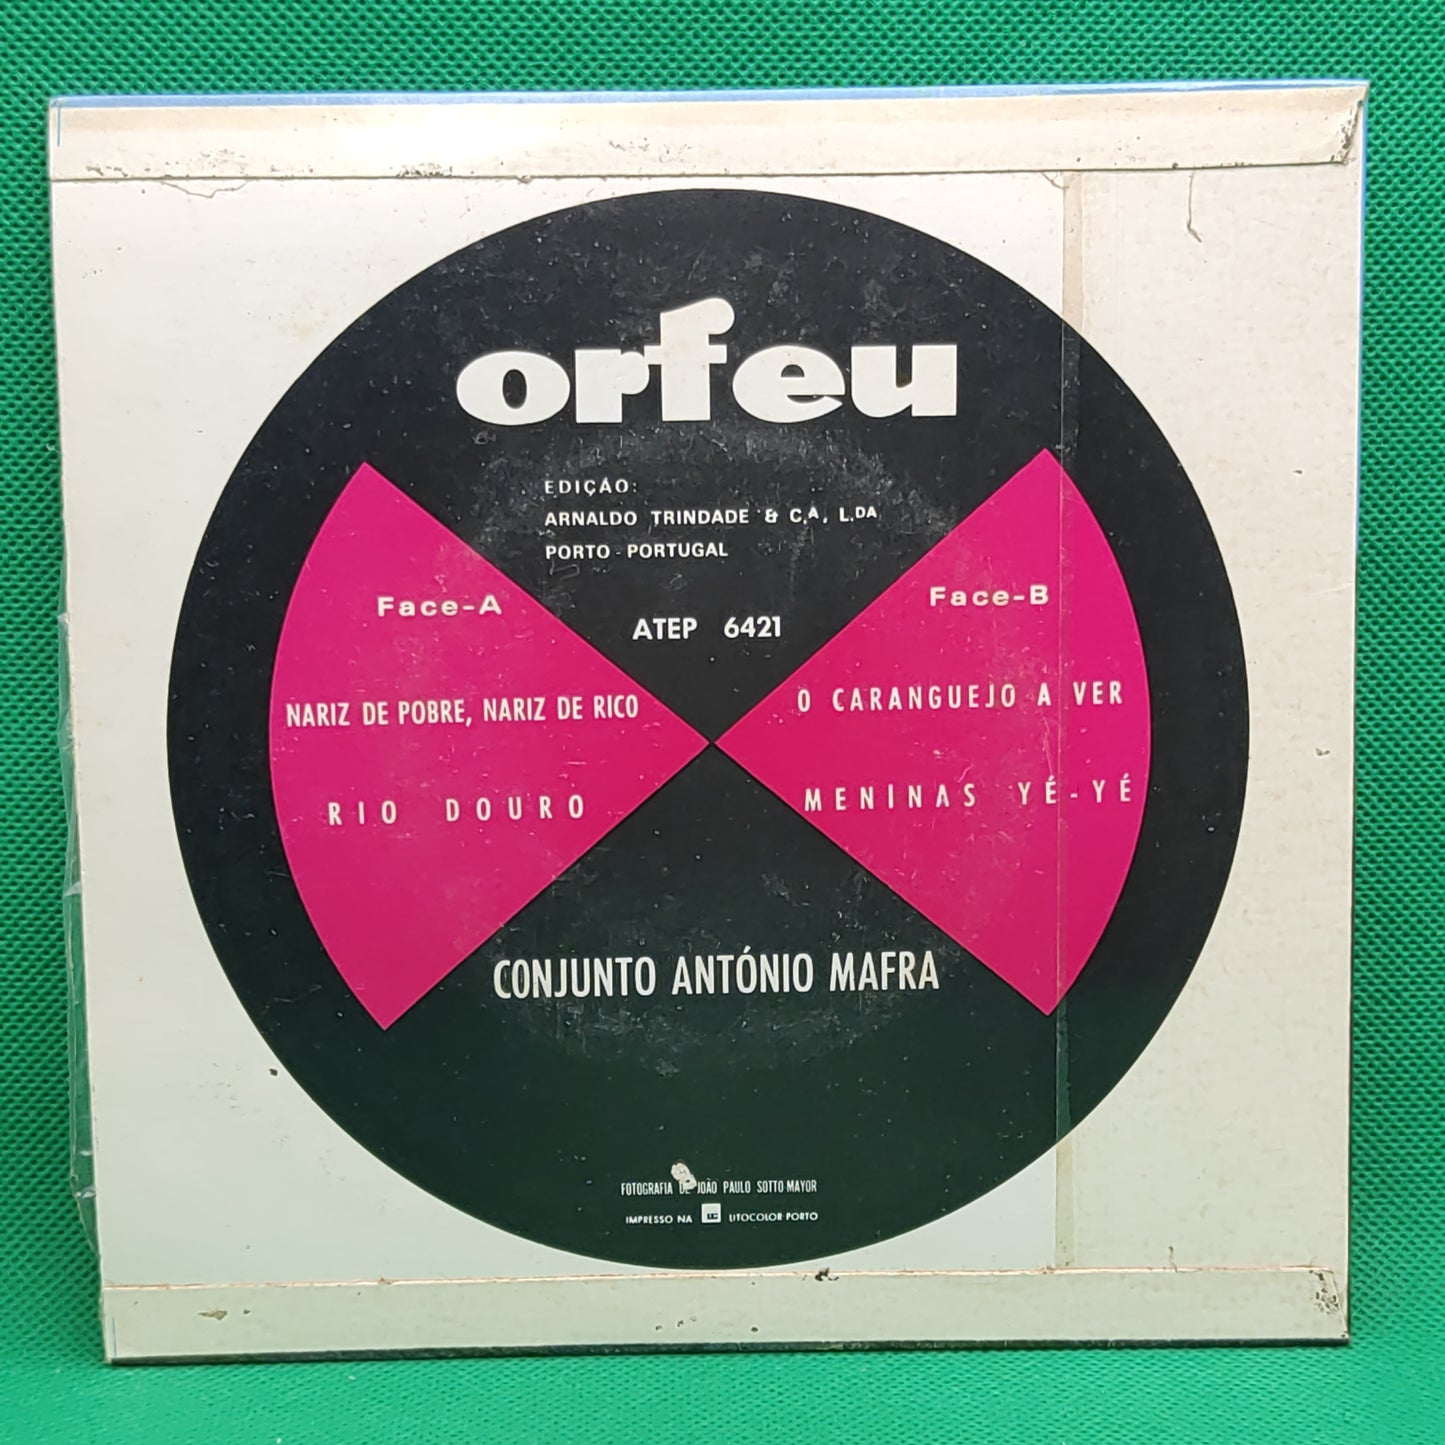 orfeu
EDIÇÃO:
ARNALDO TRINDADE & C.A, L.DA
PORTO - PORTUGAL
ATEP 6421
Face-A
NARIZ DE POBRE, NARIZ DE RICO
RIO DOURO
Face-B
O CARANGUEJO A VER
MENINAS YÉ-YÉ
CONJUNTO ANTÓNIO MAFRA
FOTOGRAFIA DE JOÃO PAULO SOTTO MAYOR
IMPRESSO NA LITOCOLOR PORTO